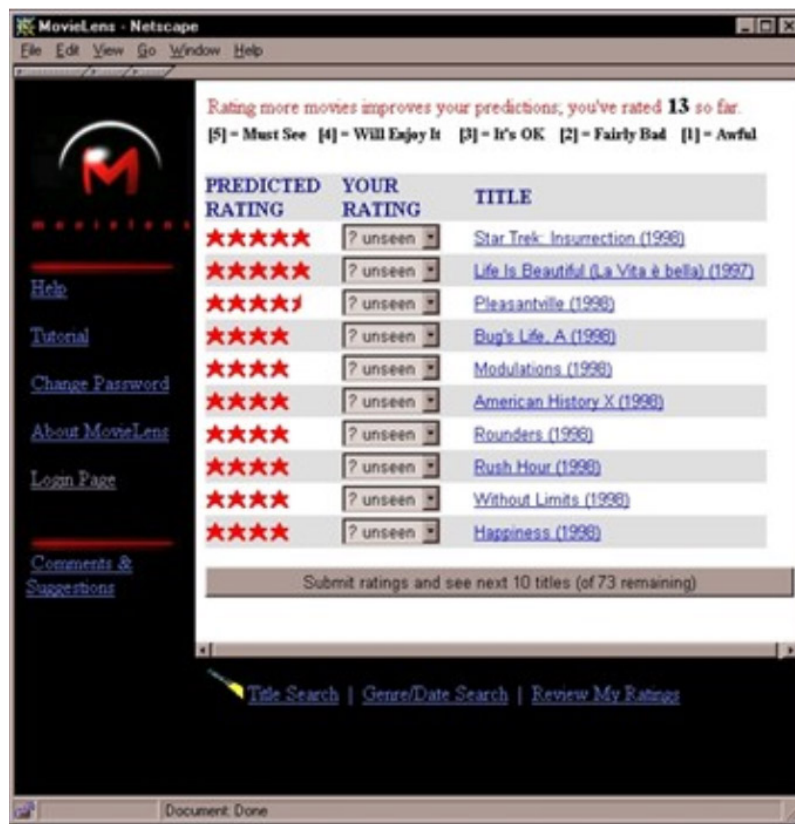 MovieLens - Netscape
File Edit View Go Window Help
M
movielens
Help
Tutorial
Change Password
About MovieLens
Login Page
Comments &
Suggestions
Rating more movies improves your predictions; you've rated 13 so far.
[5] = Must See [4] = Will Enjoy It [3] = It's OK [2] = Fairly Bad [1] = Awful
PREDICTED RATING YOUR RATING TITLE
? unseen Star Trek: Insurrection (1998)
? unseen Life Is Beautiful (La Vita è bella) (1997)
? unseen Pleasantville (1998)
? unseen Bug's Life, A (1998)
? unseen Modulations (1998)
? unseen American History X (1998)
? unseen Rounders (1998)
? unseen Rush Hour (1998)
? unseen Without Limits (1998)
? unseen Happiness (1998)
Submit ratings and see next 10 titles (of 73 remaining)
Title Search | Genre/Date Search | Review My Ratings
Document: Done